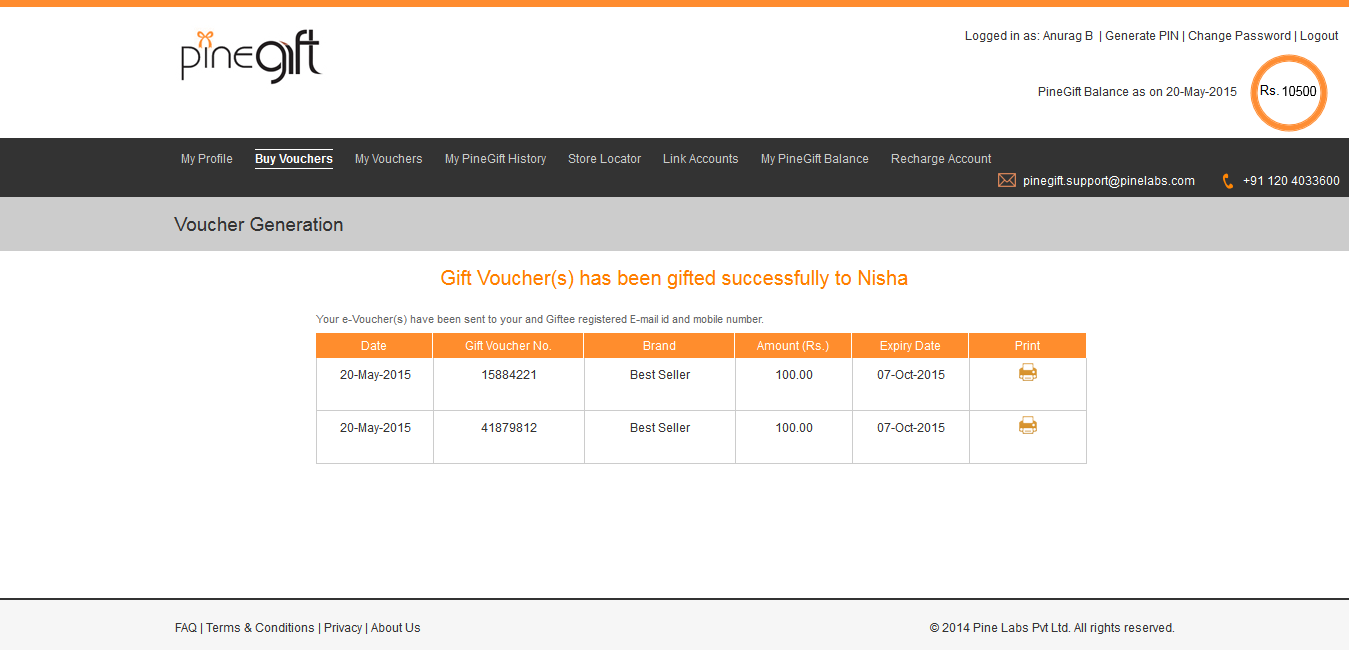 pinegift
Logged in as: Anurag B | Generate PIN | Change Password | Logout
PineGift Balance as on 20-May-2015 Rs. 10500
My Profile Buy Vouchers My Vouchers My PineGift History Store Locator Link Accounts My PineGift Balance Recharge Account
pinegift.support@pinelabs.com +91 120 4033600
Voucher Generation
Gift Voucher(s) has been gifted successfully to Nisha
Your e-Voucher(s) have been sent to your and Giftee registered E-mail id and mobile number.
Date Gift Voucher No. Brand Amount (Rs.) Expiry Date Print
20-May-2015 15884221 Best Seller 100.00 07-Oct-2015
20-May-2015 41879812 Best Seller 100.00 07-Oct-2015
FAQ | Terms & Conditions | Privacy | About Us © 2014 Pine Labs Pvt Ltd. All rights reserved.